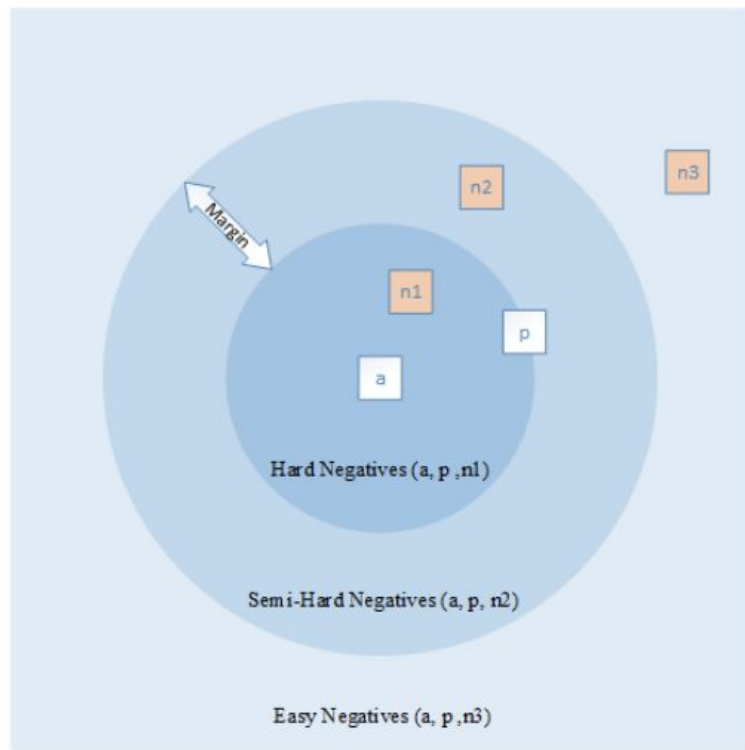 n3
n2
Margin
n1
p
a
Hard Negatives (a, p ,n1)
Semi-Hard Negatives (a, p, n2)
Easy Negatives (a, p ,n3)